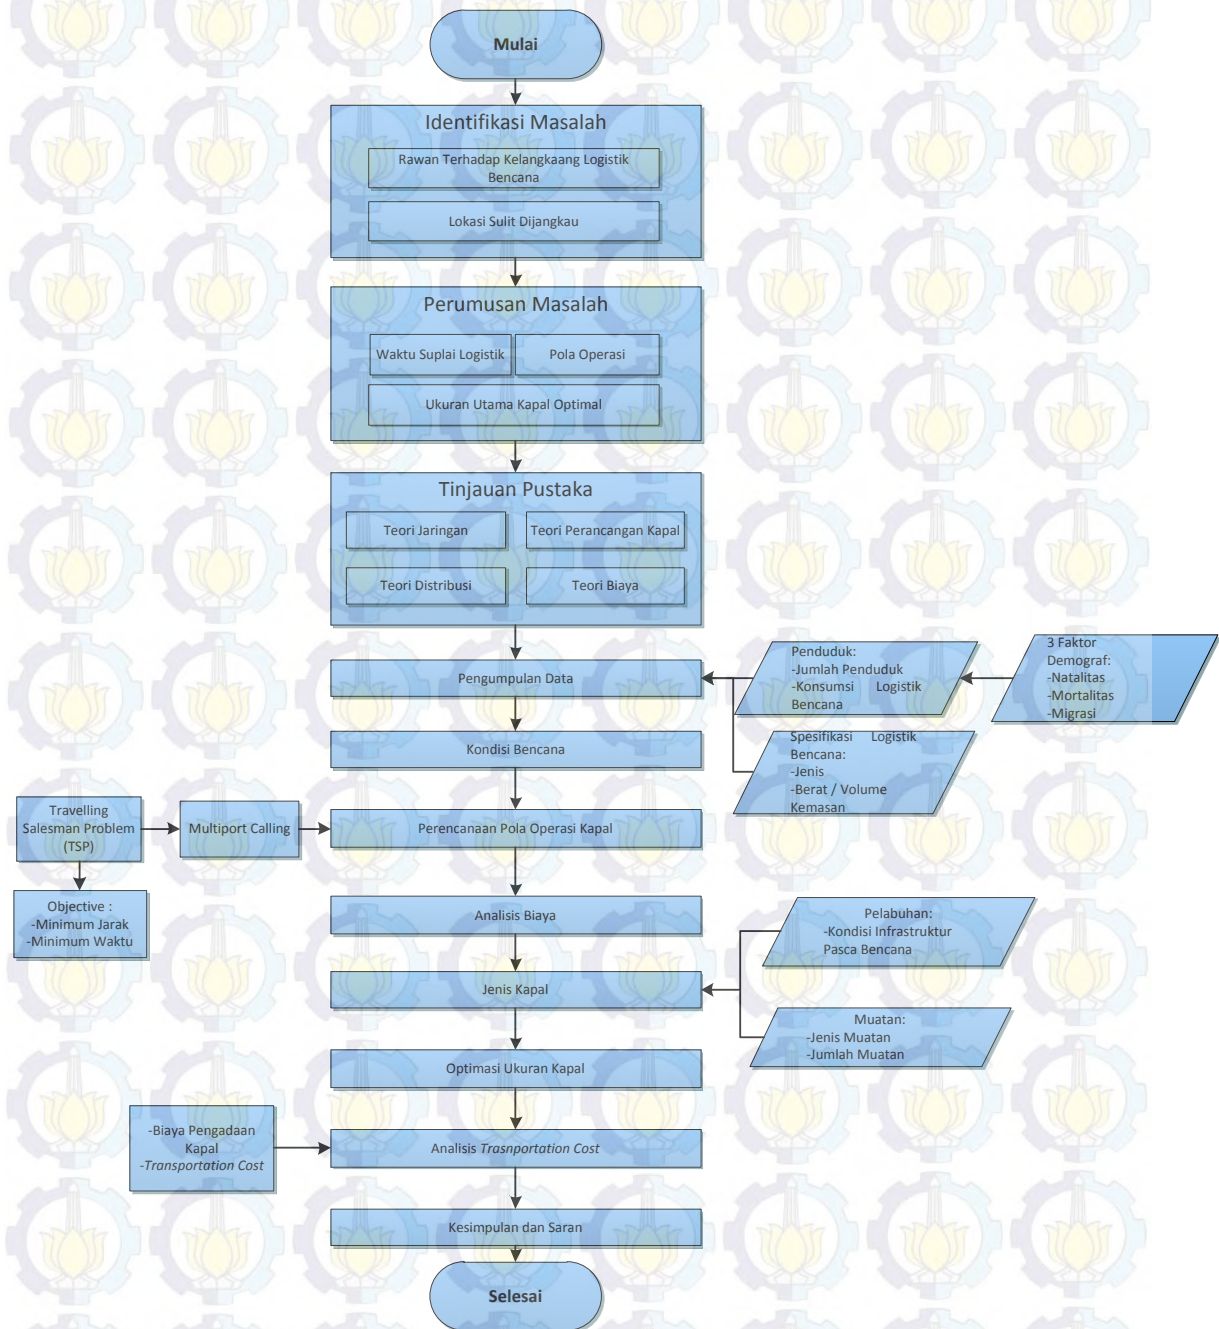 Mulai
Identifikasi Masalah
Rawan Terhadap Kelangkaang Logistik
Bencana
Lokasi Sulit Dijangkau
Perumusan Masalah
Waktu Suplai Logistik
Pola Operasi
Ukuran Utama Kapal Optimal
Tinjauan Pustaka
Teori Jaringan
Teori Perancangan Kapal
Teori Distribusi
Teori Biaya
Pengumpulan Data
Penduduk:
-Jumlah Penduduk
-Konsumsi Logistik
Bencana
3 Faktor
Demograf:
-Natalitas
-Mortalitas
-Migrasi
Spesifikasi Logistik
Bencana:
-Jenis
-Berat / Volume
Kemasan
Kondisi Bencana
Travelling
Salesman Problem
(TSP)
Multiport Calling
Perencanaan Pola Operasi Kapal
Objective :
-Minimum Jarak
-Minimum Waktu
Analisis Biaya
Pelabuhan:
-Kondisi Infrastruktur
Pasca Bencana
Jenis Kapal
Muatan:
-Jenis Muatan
-Jumlah Muatan
Optimasi Ukuran Kapal
-Biaya Pengadaan
Kapal
-Transportation Cost
Analisis Trasnportation Cost
Kesimpulan dan Saran
Selesai